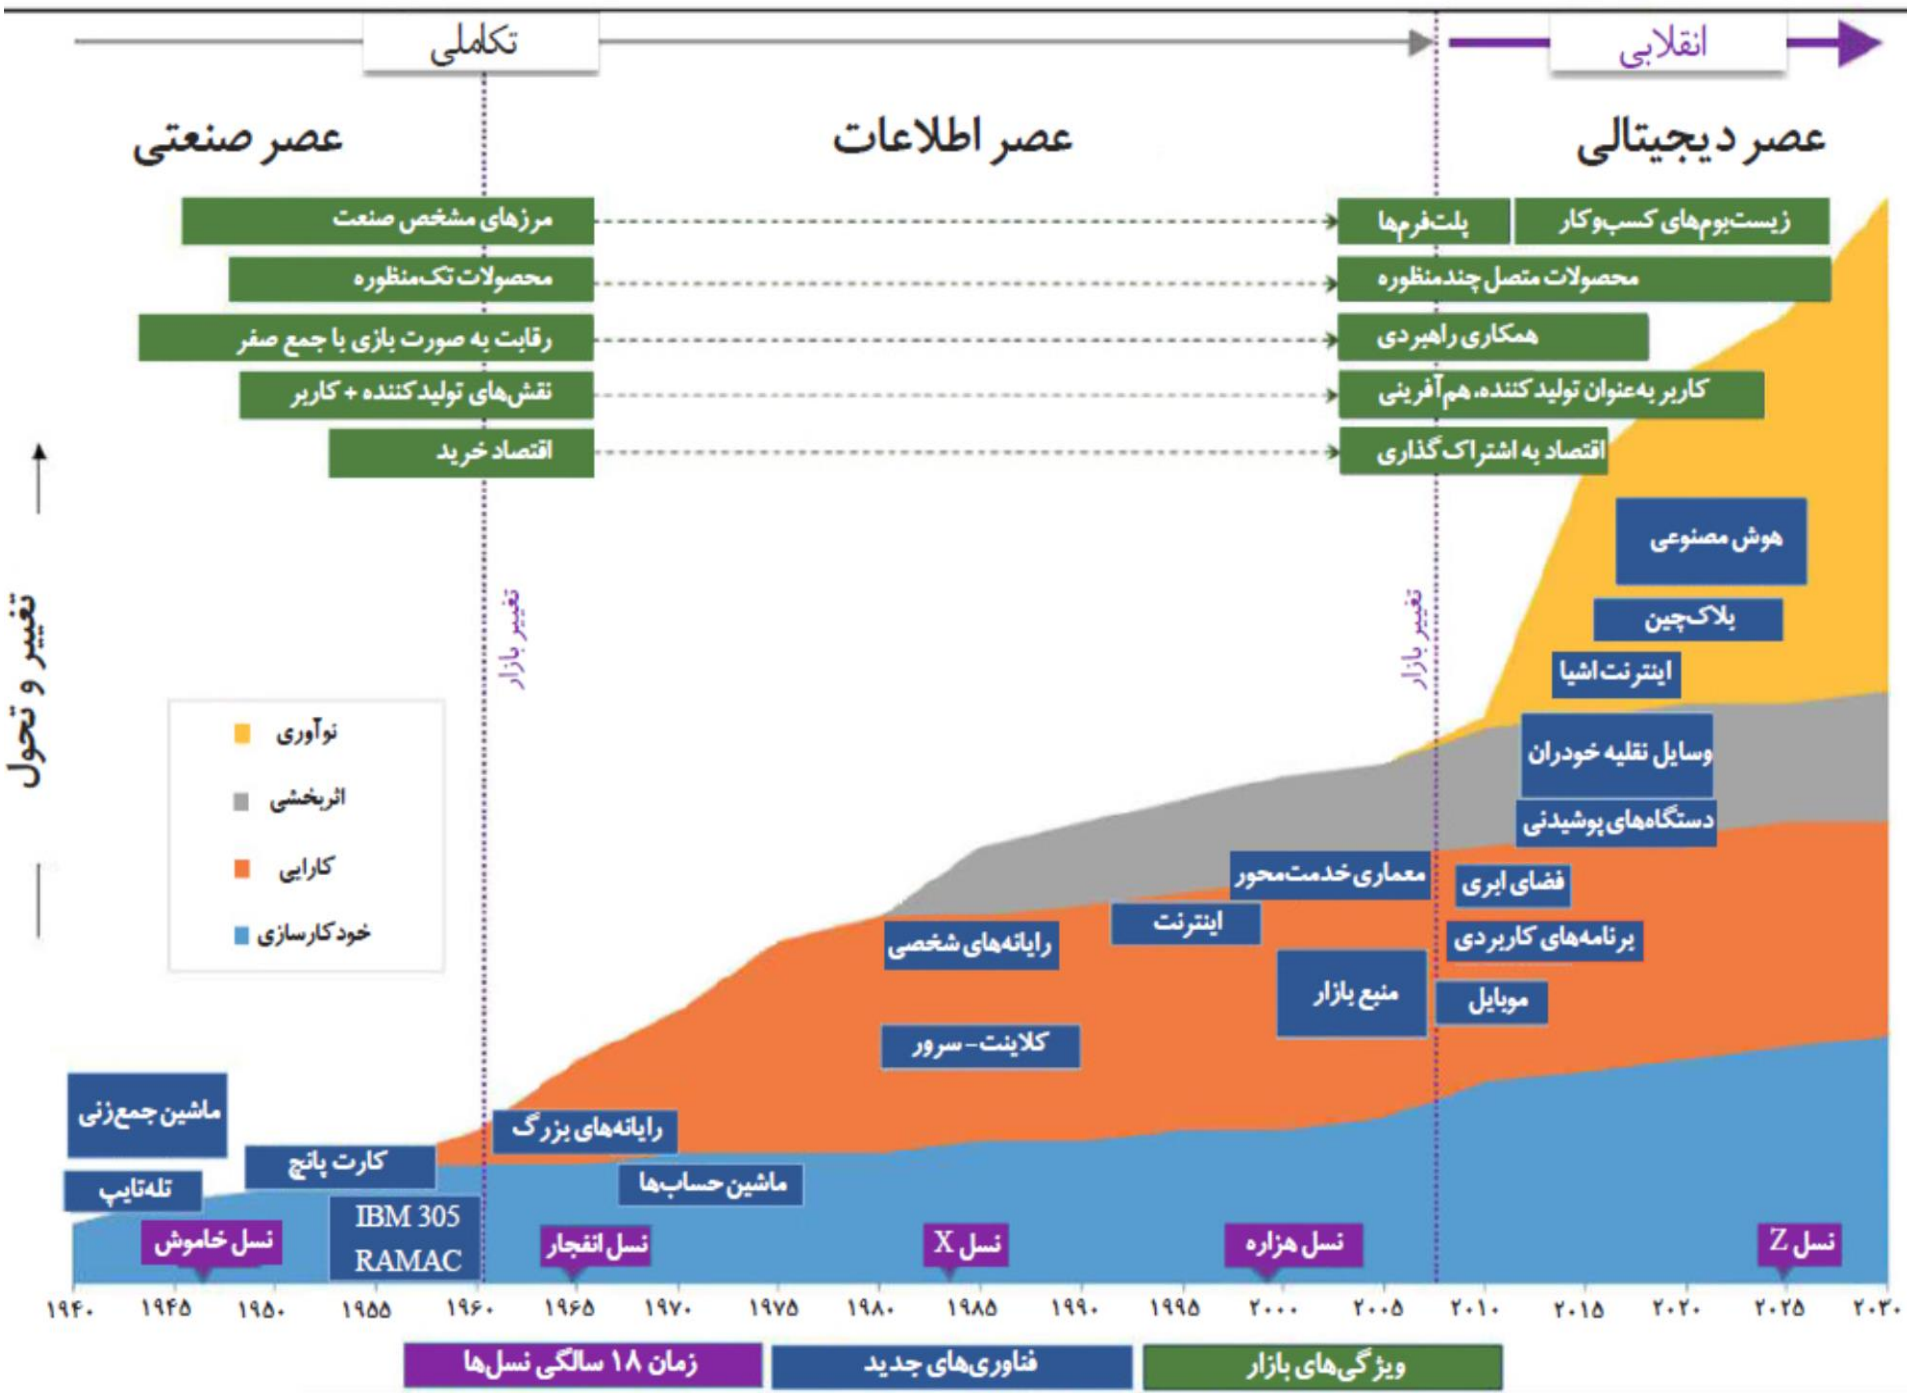 تکاملی
انقلابی
عصر صنعتی
عصر اطلاعات
عصر دیجیتالی
مرزهای مشخص صنعت
پلت‌فرم‌ها
زیست‌بوم‌های کسب‌وکار
محصولات تک‌منظوره
محصولات متصل چندمنظوره
رقابت به صورت بازی با جمع صفر
همکاری راهبردی
نقش‌های تولیدکننده + کاربر
کاربر به‌عنوان تولید کننده، هم‌آفرینی
اقتصاد خرید
اقتصاد به اشتراک گذاری
تغییر و تحول
تغییر بازار
تغییر بازار
نوآوری
اثربخشی
کارایی
خودکارسازی
هوش مصنوعی
بلاک‌چین
اینترنت اشیا
وسایل نقلیه خودران
دستگاه‌های پوشیدنی
معماری خدمت‌محور
فضای ابری
اینترنت
برنامه‌های کاربردی
رایانه‌های شخصی
منبع بازار
موبایل
کلاینت-سرور
ماشین جمع‌زنی
رایانه‌های بزرگ
کارت پانچ
تله‌تایپ
ماشین حساب‌ها
IBM 305
RAMAC
نسل خاموش
نسل انفجار
نسل X
نسل هزاره
نسل Z
۱۹۴۰ ۱۹۴۵ ۱۹۵۰ ۱۹۵۵ ۱۹۶۰ ۱۹۶۵ ۱۹۷۰ ۱۹۷۵ ۱۹۸۰ ۱۹۸۵ ۱۹۹۰ ۱۹۹۵ ۲۰۰۰ ۲۰۰۵ ۲۰۱۰ ۲۰۱۵ ۲۰۲۰ ۲۰۲۵ ۲۰۳۰
زمان ۱۸ سالگی نسل‌ها
فناوری‌های جدید
ویژگی‌های بازار